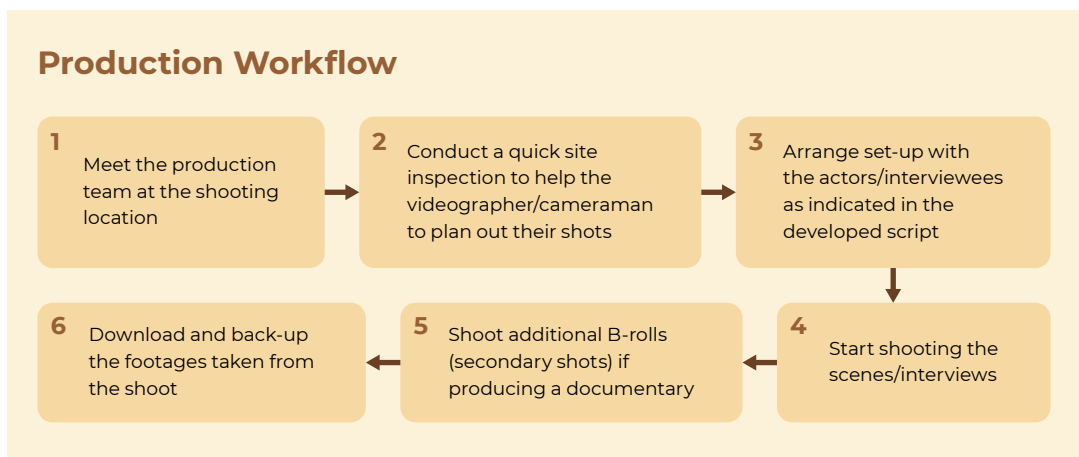 Production Workflow
1
Meet the production
team at the shooting
location
2
Conduct a quick site
inspection to help the
videographer/cameraman
to plan out their shots
3
Arrange set-up with
the actors/interviewees
as indicated in the
developed script
4
Start shooting the
scenes/interviews
5
Shoot additional B-rolls
(secondary shots) if
producing a documentary
6
Download and back-up
the footages taken from
the shoot